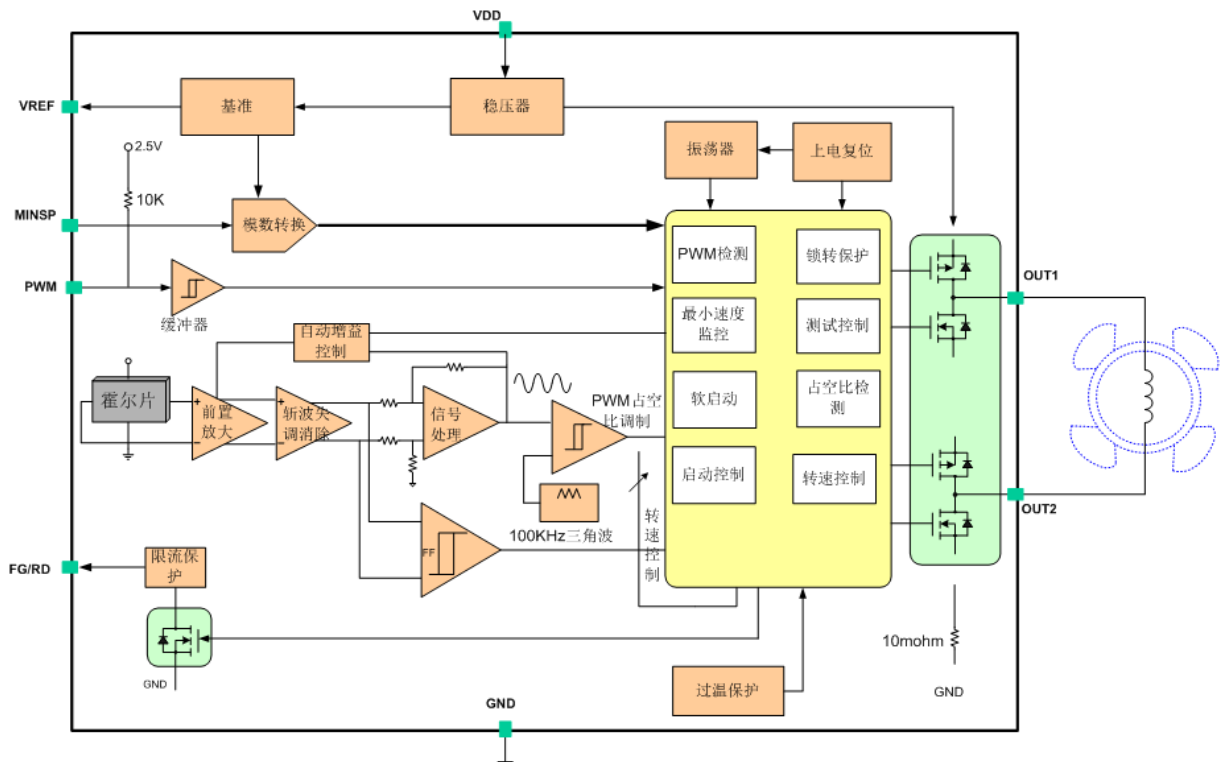 VDD
VREF
基准
稳压器
2.5V
10K
振荡器
上电复位
MINSP
模数转换
PWM
缓冲器
PWM检测
锁转保护
最小速度
监控
测试控制
软启动
占空比检
测
启动控制
转速控制
OUT1
OUT2
自动增益
控制
霍尔片
+
−
前置
放大
+
−
斩波失
调消除
信号
处理
PWM占空
比调制
100KHz三角波
转
速
控
制
FF
FG/RD
限流保
护
GND
过温保护
10mohm
GND
GND